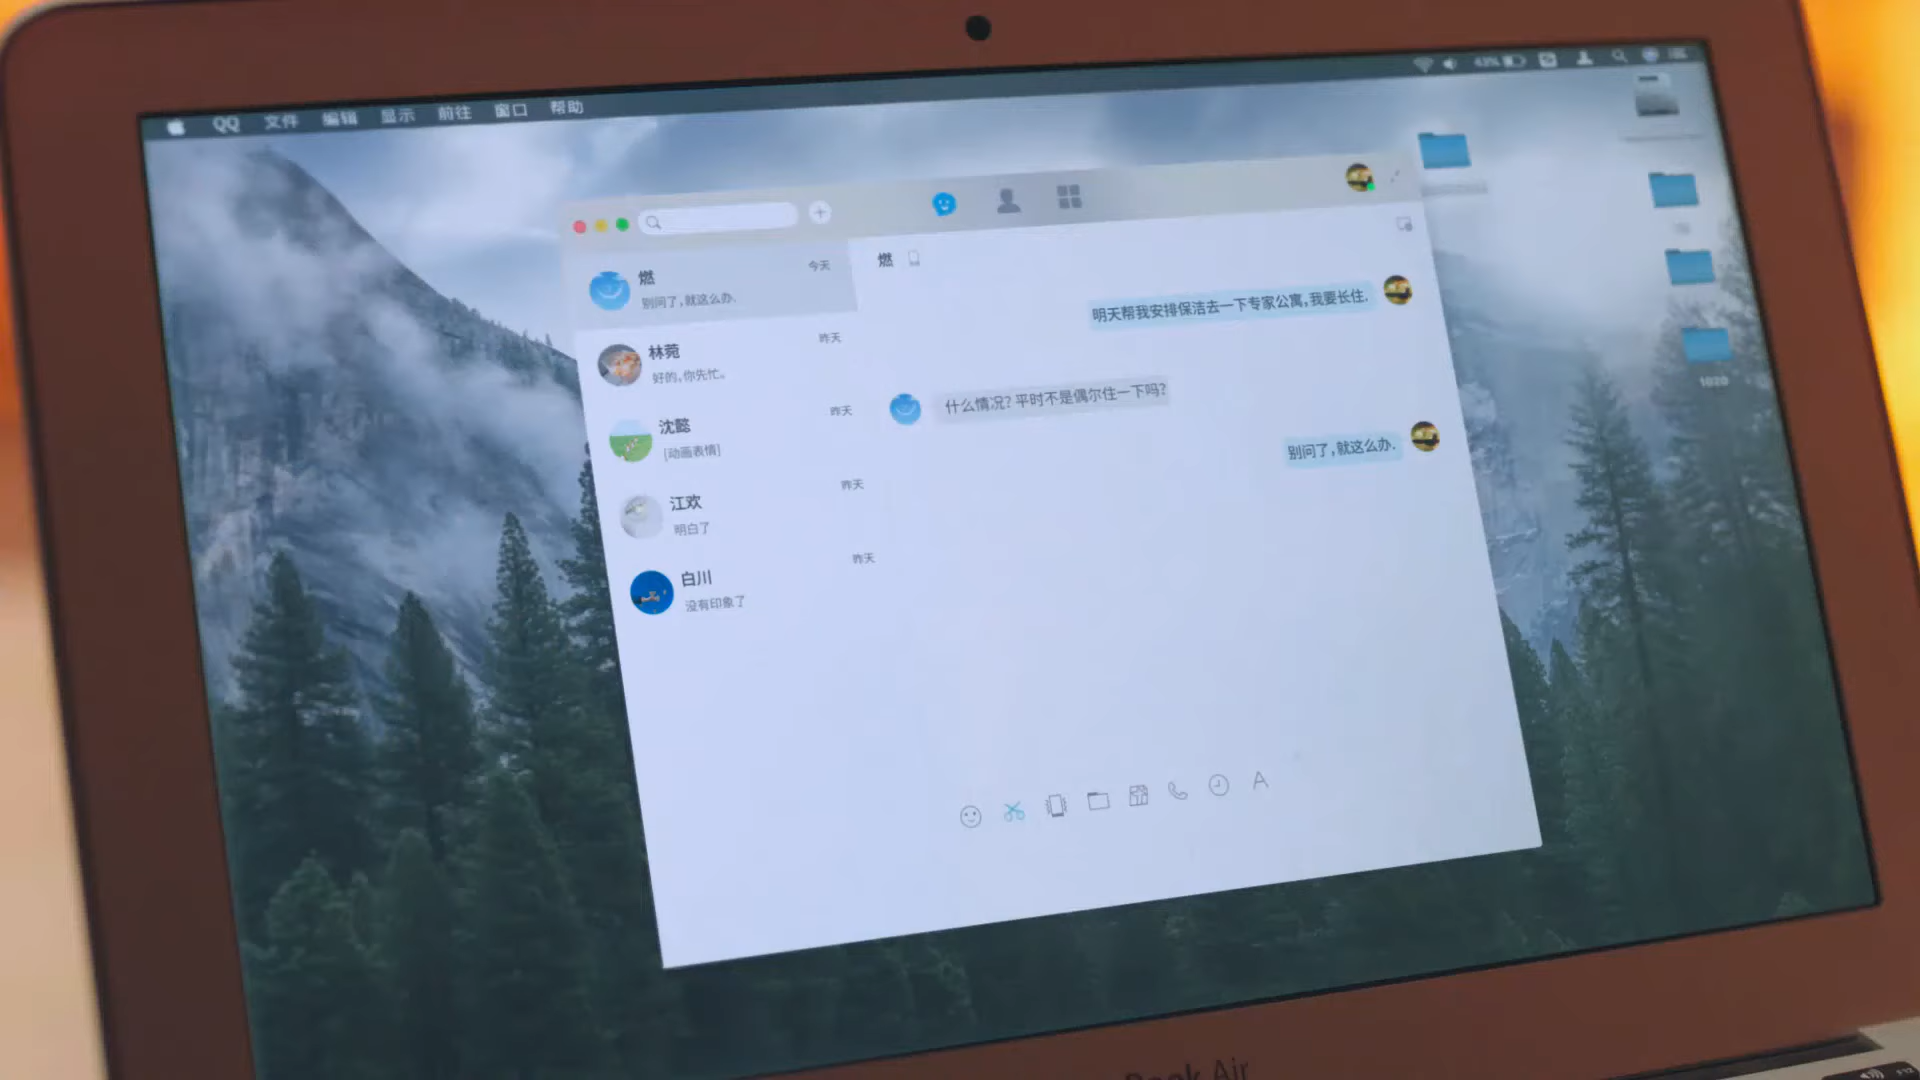 QQ 文件 编辑 显示 前往 窗口 帮助
43%
燃
今天
别问了,就这么办.
林菀
昨天
好的,你先忙。
沈懿
昨天
[动画表情]
江欢
昨天
明白了
白川
昨天
没有印象了
燃
明天帮我安排保洁去一下专家公寓,我要长住.
什么情况?平时不是偶尔住一下吗?
别问了,就这么办.
1020
Book Air